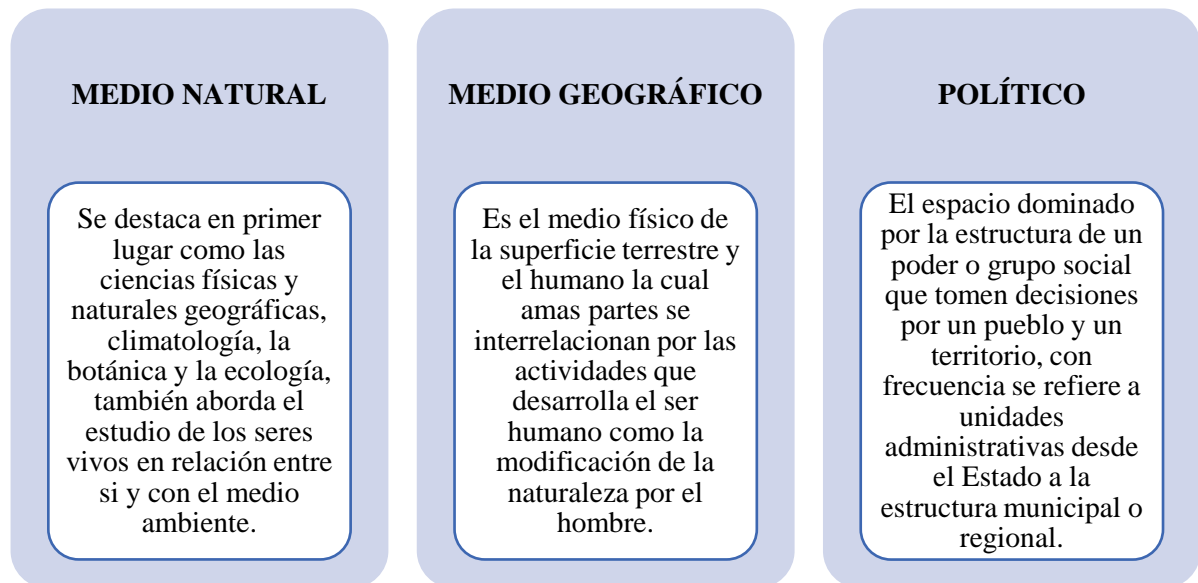 MEDIO NATURAL
Se destaca en primer
lugar como las
ciencias físicas y
naturales geográficas,
climatología, la
botánica y la ecología,
también aborda el
estudio de los seres
vivos en relación entre
si y con el medio
ambiente.
MEDIO GEOGRÁFICO
Es el medio físico de
la superficie terrestre y
el humano la cual
amas partes se
interrelacionan por las
actividades que
desarrolla el ser
humano como la
modificación de la
naturaleza por el
hombre.
POLÍTICO
El espacio dominado
por la estructura de un
poder o grupo social
que tomen decisiones
por un pueblo y un
territorio, con
frecuencia se refiere a
unidades
administrativas desde
el Estado a la
estructura municipal o
regional.